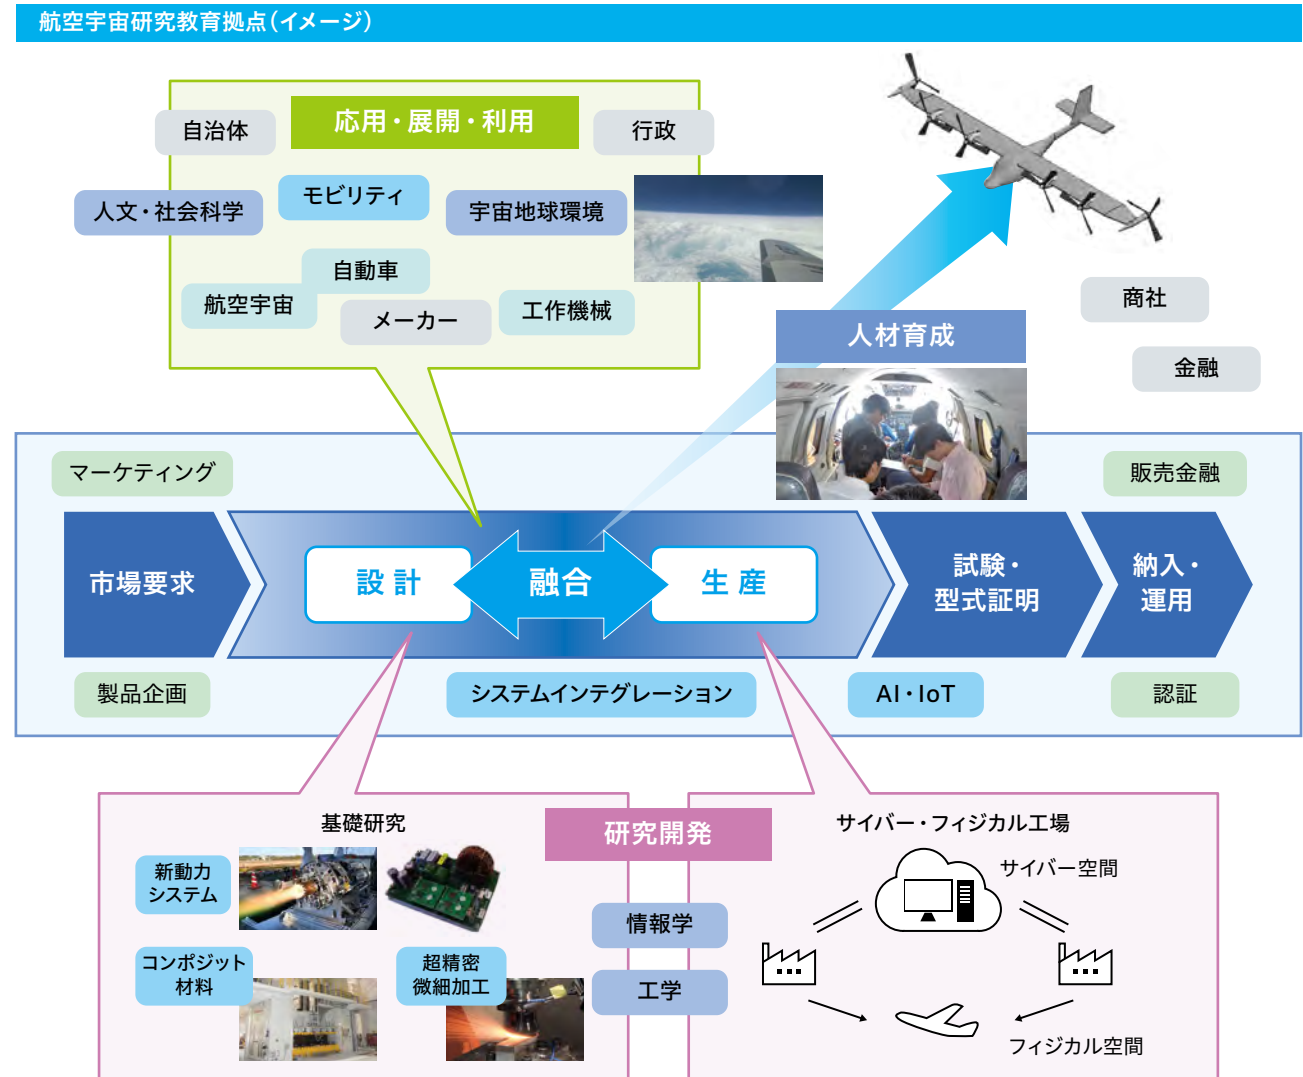 航空宇宙研究教育拠点（イメージ）
自治体
応用・展開・利用
行政
人文・社会科学
モビリティ
宇宙地球環境
自動車
航空宇宙
メーカー
工作機械
人材育成
商社
金融
マーケティング
販売金融
市場要求
設計
融合
生産
試験・
型式証明
納入・
運用
製品企画
システムインテグレーション
AI・IoT
認証
研究開発
基礎研究
新動力
システム
コンポジット
材料
超精密
微細加工
情報学
工学
サイバー・フィジカル工場
サイバー空間
フィジカル空間